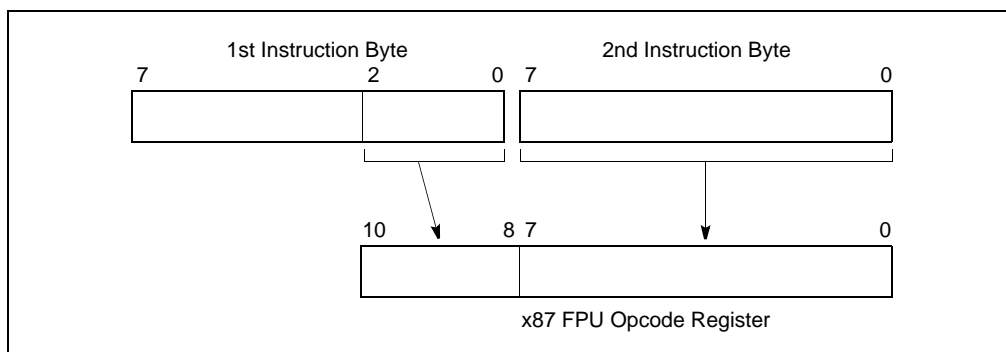 1st Instruction Byte 2nd Instruction Byte
7 2 0 7 0
10 8 7 0
x87 FPU Opcode Register